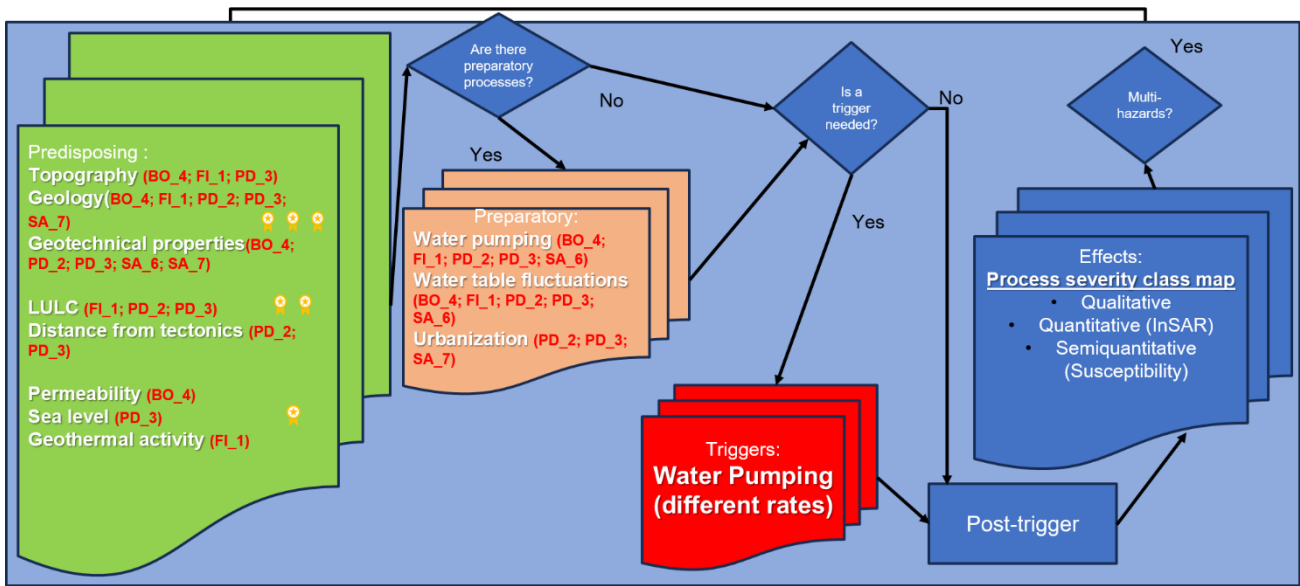 Predisposing :
Topography (BO_4; FI_1; PD_3)
Geology(BO_4; FI_1; PD_2; PD_3;
SA_7)
Geotechnical properties(BO_4;
PD_2; PD_3; SA_6; SA_7)
LULC (FI_1; PD_2; PD_3)
Distance from tectonics (PD_2;
PD_3)
Permeability (BO_4)
Sea level (PD_3)
Geothermal activity (FI_1)
Are there
preparatory
processes?
No
Yes
Preparatory:
Water pumping (BO_4;
FI_1; PD_2; PD_3; SA_6)
Water table fluctuations
(BO_4; FI_1; PD_2; PD_3;
SA_6)
Urbanization (PD_2; PD_3;
SA_7)
Is a
trigger
needed?
No
Yes
Triggers:
Water Pumping
(different rates)
Post-trigger
Effects:
Process severity class map
• Qualitative
• Quantitative (InSAR)
• Semiquantitative
(Susceptibility)
Multi-
hazards?
Yes